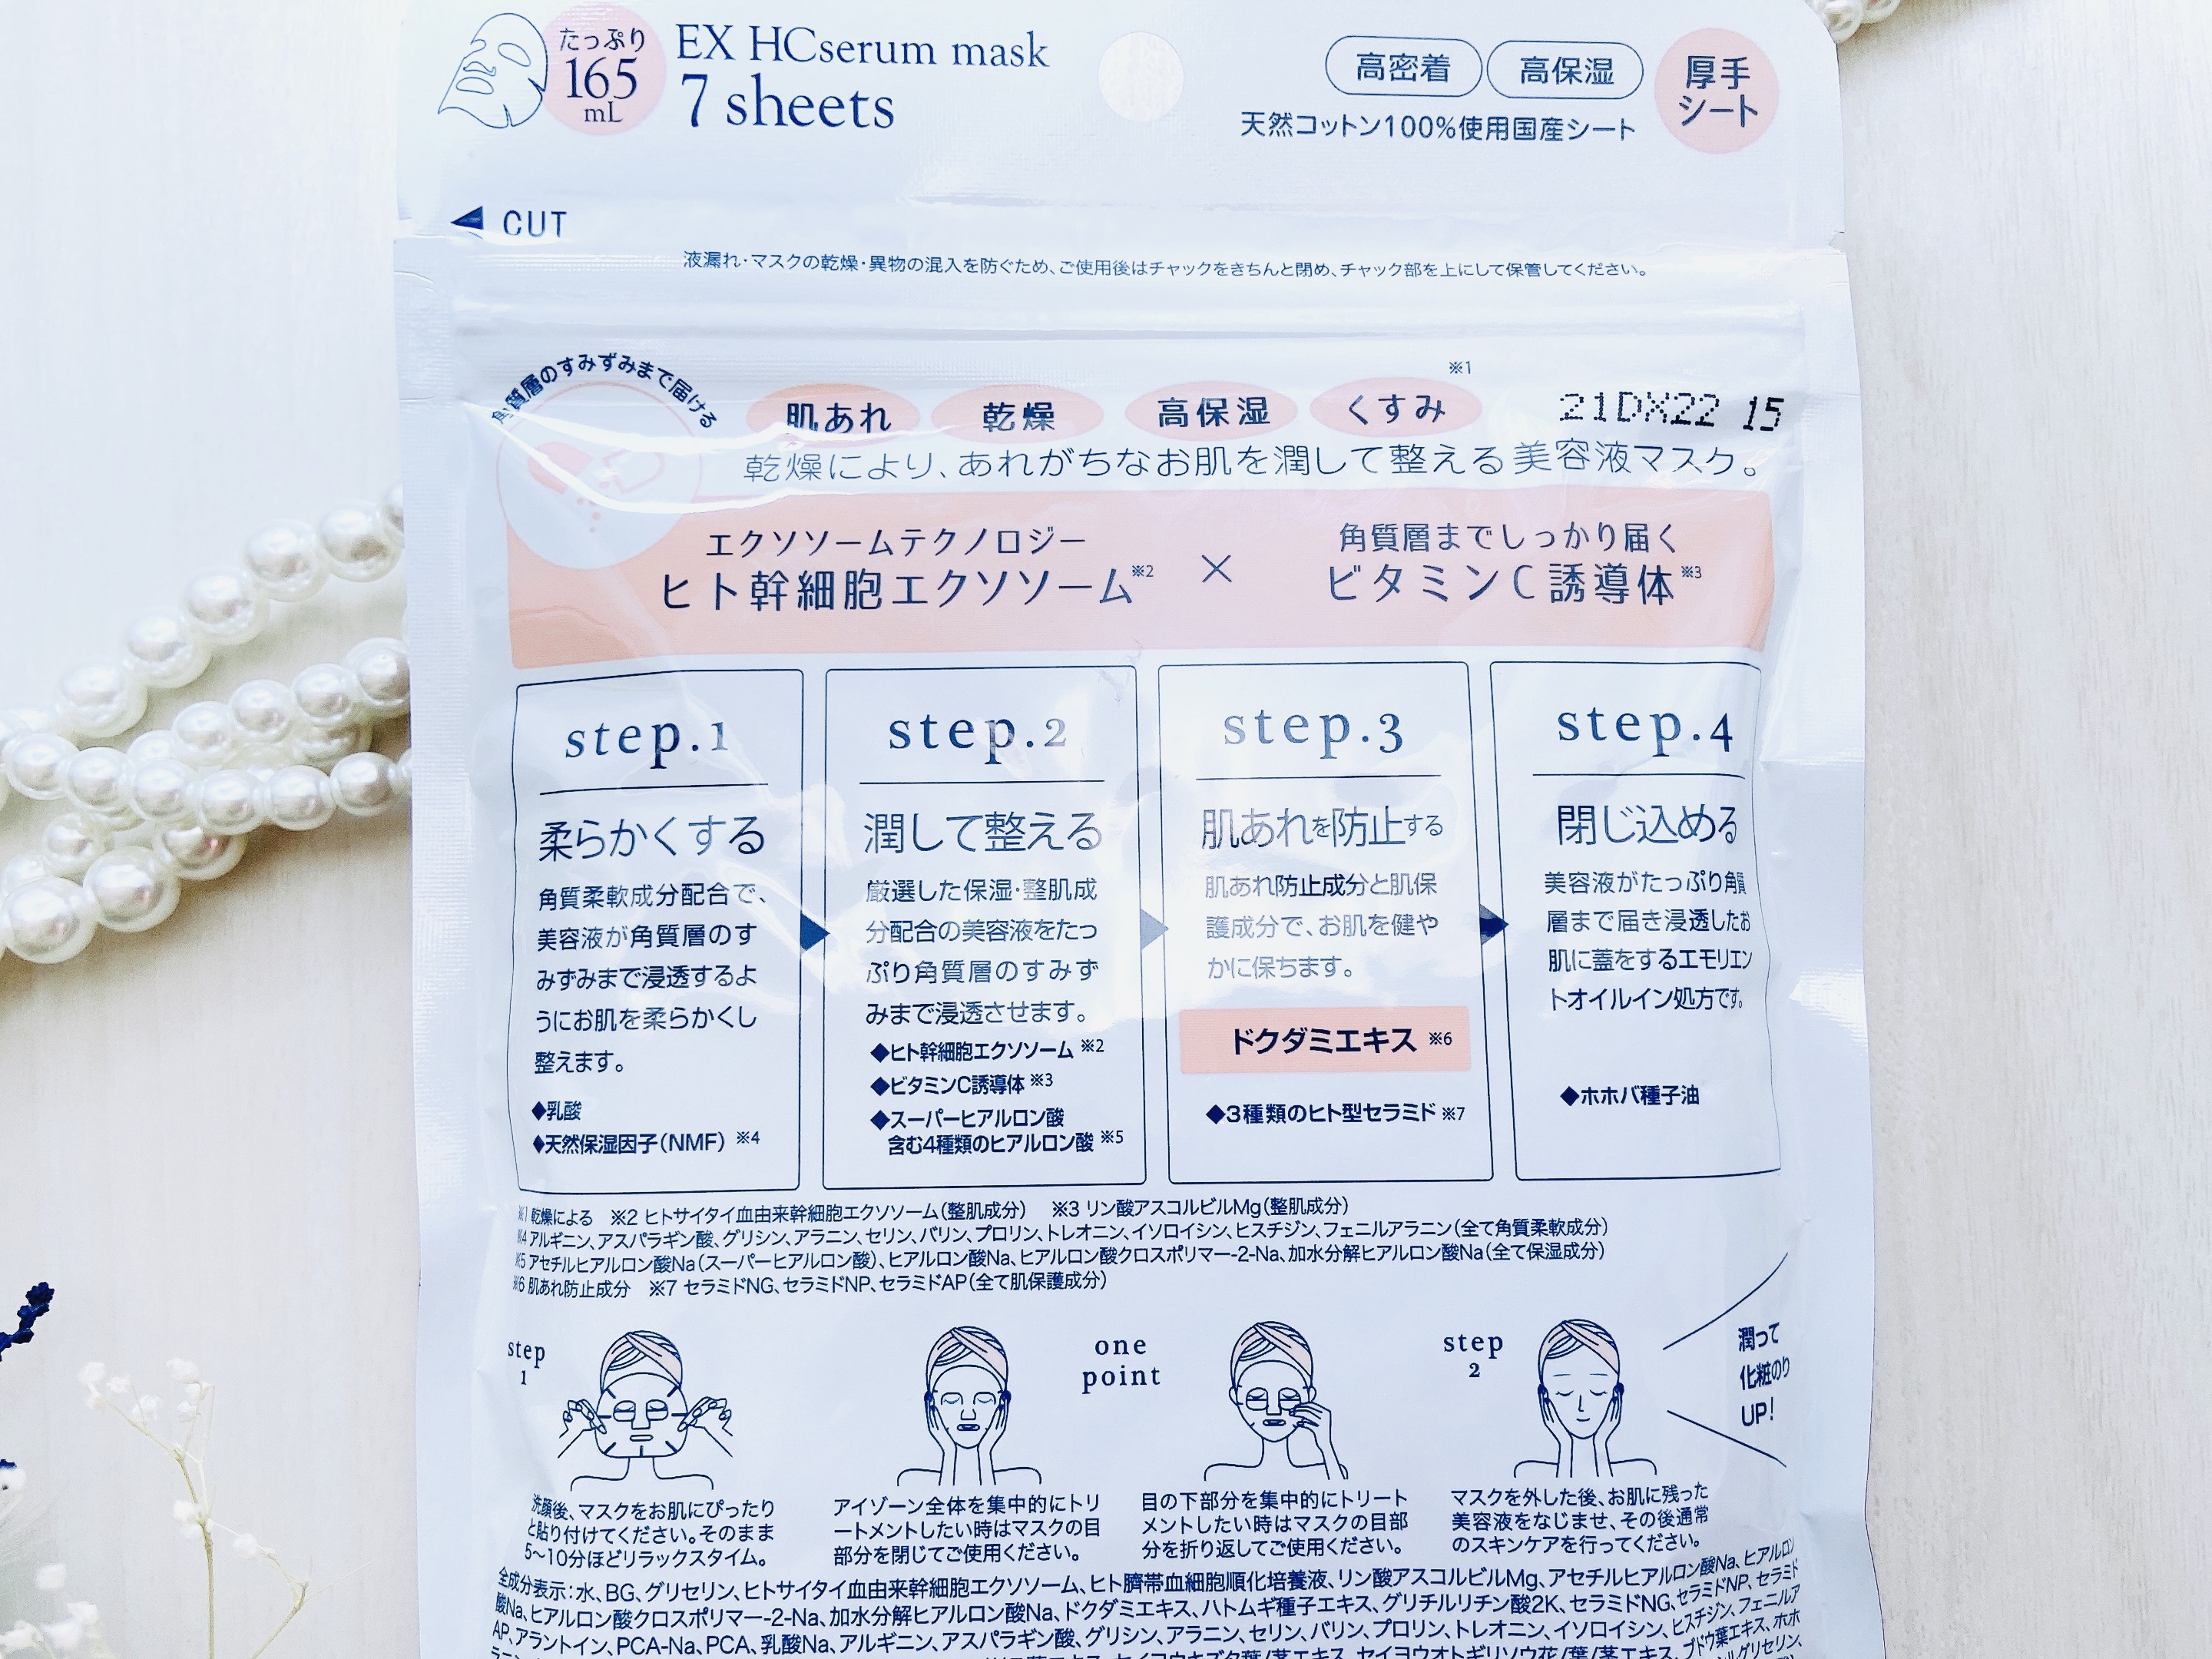 たっぷり
165
mL
EX HCserum mask
7 sheets
高密着
高保湿
天然コットン100%使用国産シート
厚手
シート
CUT
液漏れ・マスクの乾燥・異物の混入を防ぐため、ご使用後はチャックをきちんと閉め、チャック部を上にして保管してください。
角質層のすみずみまで届ける
肌あれ
乾燥
高保湿
くすみ
※1
21DX22 15
乾燥により、あれがちなお肌を潤して整える美容液マスク。
エクソソームテクノロジー
ヒト幹細胞エクソソーム※2
×
角質層までしっかり届く
ビタミンC誘導体※3
step.1
柔らかくする
角質柔軟成分配合で、
美容液が角質層のす
みずみまで浸透するよ
うにお肌を柔らかくし
整えます。
◆乳酸
◆天然保湿因子(NMF) ※4
step.2
潤して整える
厳選した保湿・整肌成
分配合の美容液をたっ
ぷり角質層のすみず
みまで浸透させます。
◆ヒト幹細胞エクソソーム ※2
◆ビタミンC誘導体 ※3
◆スーパーヒアルロン酸
含む4種類のヒアルロン酸 ※5
step.3
肌あれを防止する
肌あれ防止成分と肌保
護成分で、お肌を健や
かに保ちます。
ドクダミエキス ※6
◆3種類のヒト型セラミド ※7
step.4
閉じ込める
美容液がたっぷり角質
層まで届き浸透したお
肌に蓋をするエモリエン
トオイルイン処方です。
◆ホホバ種子油
※1 乾燥による ※2 ヒトサイタイ血由来幹細胞エクソソーム(整肌成分) ※3 リン酸アスコルビルMg(整肌成分)
※4 アルギニン、アスパラギン酸、グリシン、アラニン、セリン、バリン、プロリン、トレオニン、イソロイシン、ヒスチジン、フェニルアラニン(全て角質柔軟成分)
※5 アセチルヒアルロン酸Na(スーパーヒアルロン酸)、ヒアルロン酸Na、ヒアルロン酸クロスポリマー-2-Na、加水分解ヒアルロン酸Na(全て保湿成分)
※6 肌あれ防止成分 ※7 セラミドNG、セラミドNP、セラミドAP(全て肌保護成分)
step
1
洗顔後、マスクをお肌にぴったり
と貼り付けてください。そのまま
5~10分ほどリラックスタイム。
アイゾーン全体を集中的にトリ
ートメントしたい時はマスクの目
部分を閉じてご使用ください。
one
point
目の下部分を集中的にトリート
メントしたい時はマスクの目部
分を折り返してご使用ください。
step
2
マスクを外した後、お肌に残った
美容液をなじませ、その後通常
のスキンケアを行ってください。
潤って
化粧のり
UP!
全成分表示:水、BG、グリセリン、ヒトサイタイ血由来幹細胞エクソソーム、ヒト臍帯血細胞順化培養液、リン酸アスコルビルMg、アセチルヒアルロン酸Na、ヒアルロン
酸Na、ヒアルロン酸クロスポリマー-2-Na、加水分解ヒアルロン酸Na、ドクダミエキス、ハトムギ種子エキス、グリチルリチン酸2K、セラミドNG、セラミドNP、セラミド
AP、アラントイン、PCA-Na、PCA、乳酸Na、アルギニン、アスパラギン酸、グリシン、アラニン、セリン、バリン、プロリン、トレオニン、イソロイシン、ヒスチジン、フェニルア
セイヨウオトギリソウ花/葉/茎エキス、ブドウ葉エキス、ホホ